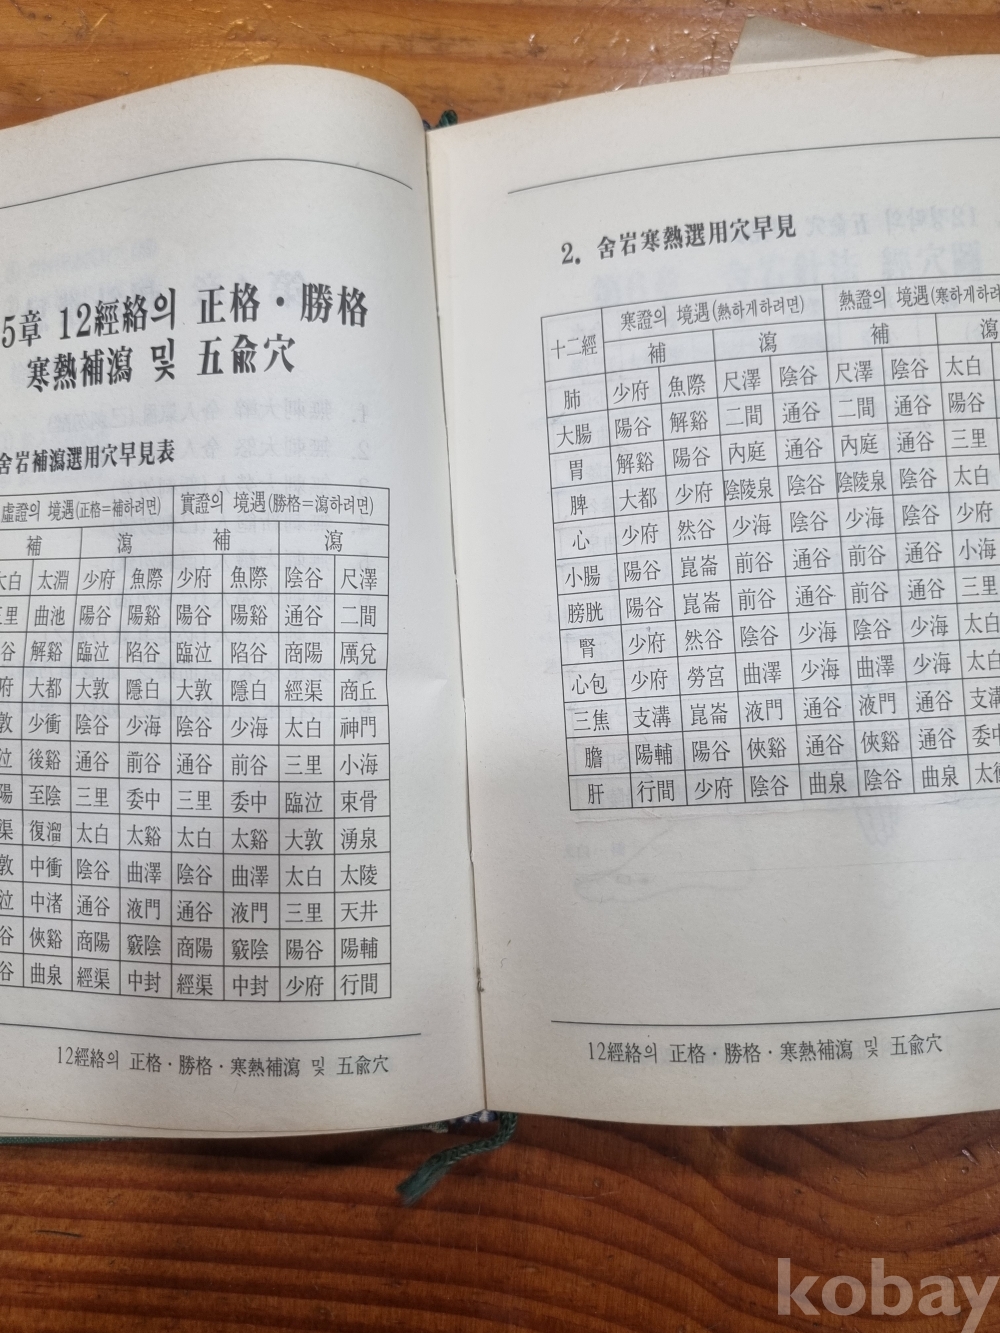 5章 12經絡의 正格·勝格
寒熱補瀉 및 五兪穴
舍岩補瀉選用穴早見表
虛證의 境遇(正格=補하려면) 實證의 境遇(勝格=瀉하려면)
補 瀉 補 瀉
太白 太淵 少府 魚際 少府 魚際 陰谷 尺澤
三里 曲池 陽谷 陽谿 陽谷 陽谿 通谷 二間
谷 解谿 臨泣 陷谷 臨泣 陷谷 商陽 厲兌
府 大都 大敦 隱白 大敦 隱白 經渠 商丘
敦 少衝 陰谷 少海 陰谷 少海 太白 神門
泣 後谿 通谷 前谷 通谷 前谷 三里 小海
陽 至陰 三里 委中 三里 委中 臨泣 束骨
渠 復溜 太白 太谿 太白 太谿 大敦 湧泉
敦 中衝 陰谷 曲澤 陰谷 曲澤 太白 太陵
泣 中渚 通谷 液門 通谷 液門 三里 天井
谷 俠谿 商陽 竅陰 商陽 竅陰 陽谷 陽輔
谷 曲泉 經渠 中封 經渠 中封 少府 行間
12經絡의 正格·勝格·寒熱補瀉 및 五兪穴
2. 舍岩寒熱選用穴早見
十二經 寒證의 境遇(熱하게하려면) 熱證의 境遇(寒하게하려
補 瀉 補 瀉
肺 少府 魚際 尺澤 陰谷 尺澤 陰谷 太白
大腸 陽谷 解谿 二間 通谷 二間 通谷 陽谷
胃 解谿 陽谷 內庭 通谷 內庭 通谷 三里
脾 大都 少府 陰陵泉 陰谷 陰陵泉 陰谷 太白
心 少府 然谷 少海 陰谷 少海 陰谷 少府
小腸 陽谷 崑崙 前谷 通谷 前谷 通谷 小海
膀胱 陽谷 崑崙 前谷 通谷 前谷 通谷 三里
腎 少府 然谷 陰谷 少海 陰谷 少海 太白
心包 少府 勞宮 曲澤 少海 曲澤 少海 太白
三焦 支溝 崑崙 液門 通谷 液門 通谷 支溝
膽 陽輔 陽谷 俠谿 通谷 俠谿 通谷 委中
肝 行間 少府 陰谷 曲泉 陰谷 曲泉 太衝
12經絡의 正格·勝格·寒熱補瀉 및 五兪穴
kobay